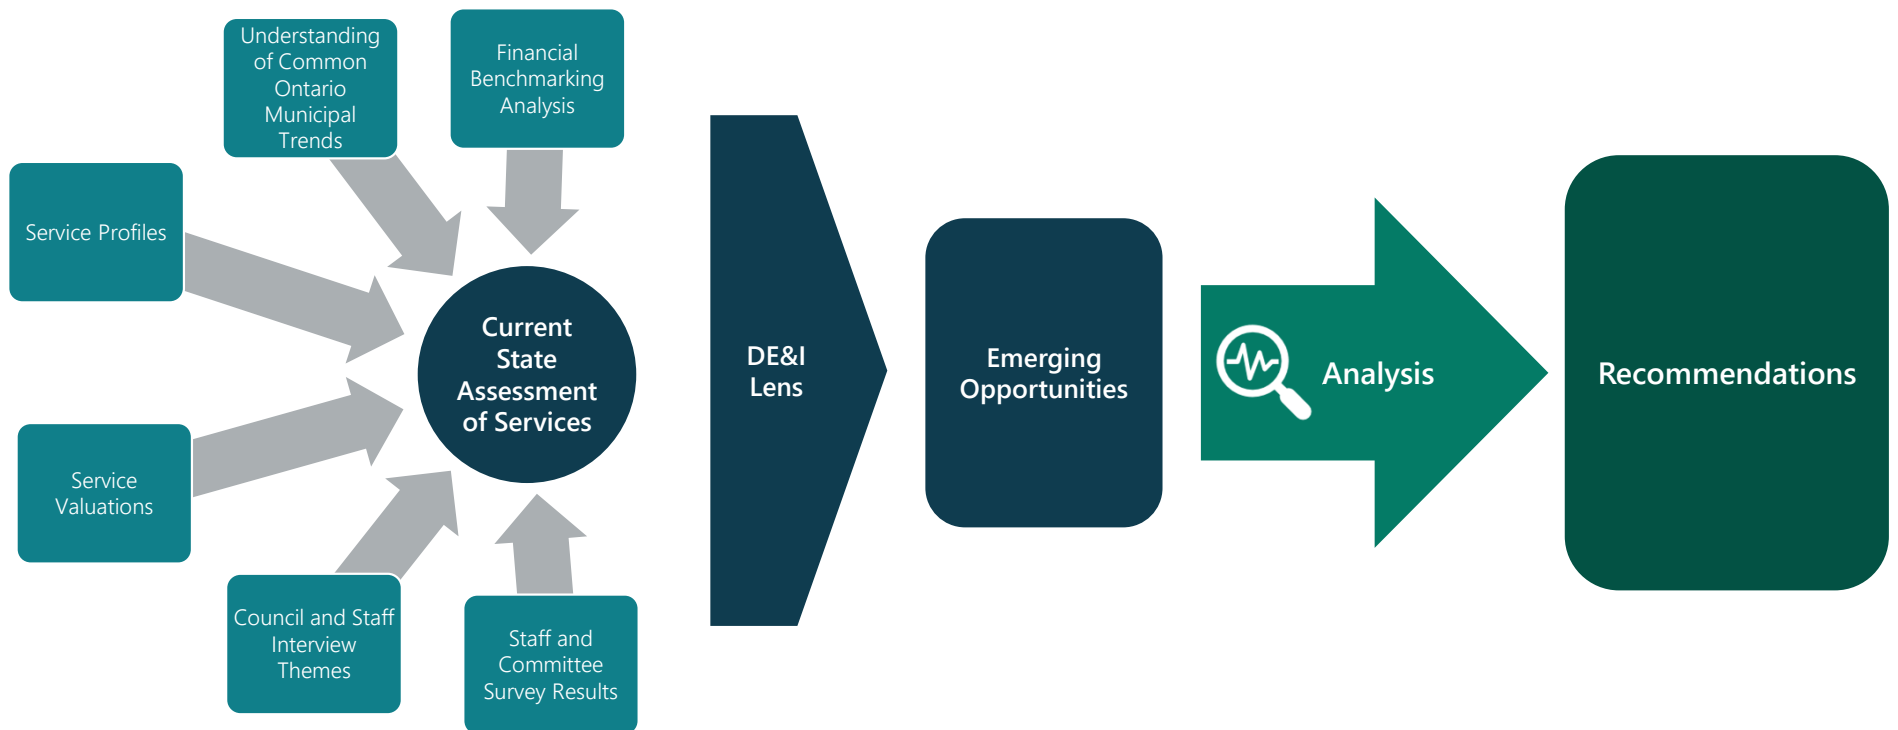 Understanding
of Common
Ontario
Municipal
Trends
Financial
Benchmarking
Analysis
Service Profiles
Service
Valuations
Council and Staff
Interview
Themes
Staff and
Committee
Survey Results
Current
State
Assessment
of Services
DE&I
Lens
Emerging
Opportunities
Analysis
Recommendations